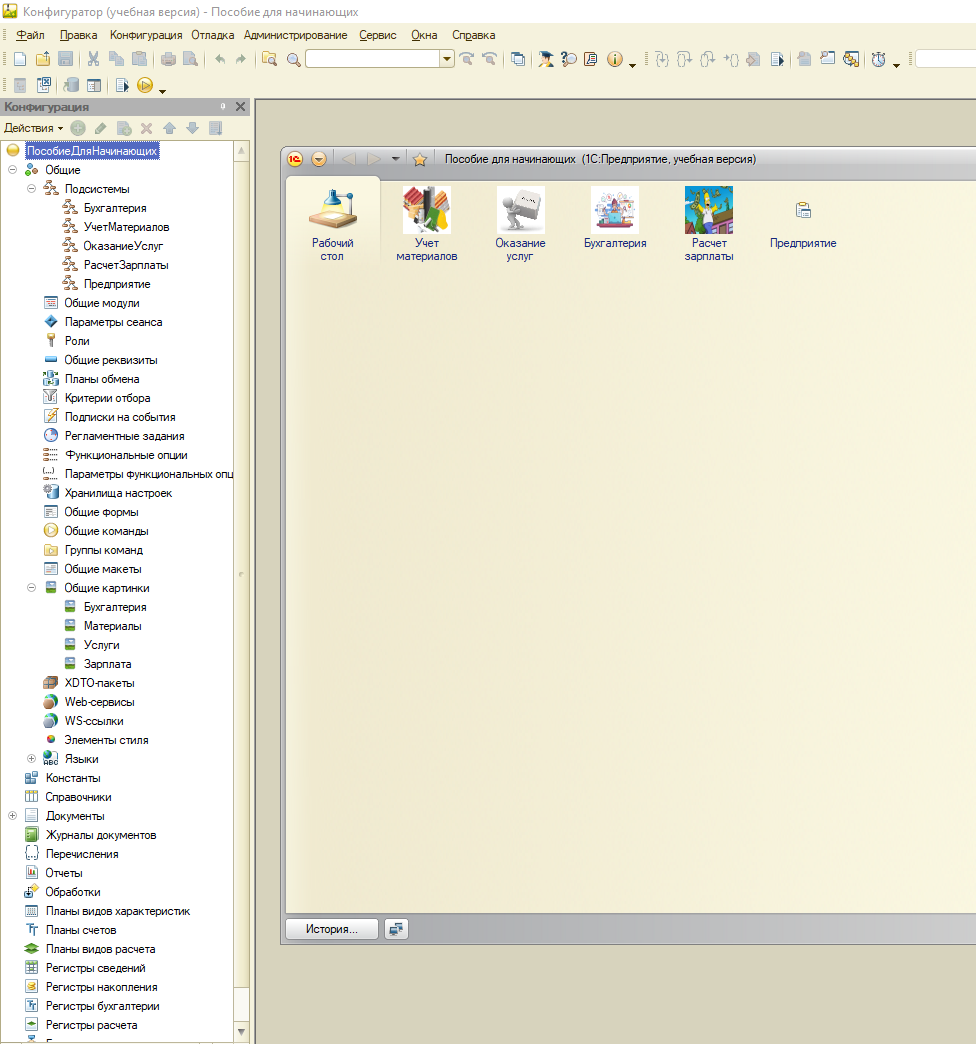 Конфигуратор (учебная версия) - Пособие для начинающих
Файл Правка Конфигурация Отладка Администрирование Сервис Окна Справка
Конфигурация
Действия
ПособиеДляНачинающих
Общие
Подсистемы
Бухгалтерия
УчетМатериалов
ОказаниеУслуг
РасчетЗарплаты
Предприятие
Общие модули
Параметры сеанса
Роли
Общие реквизиты
Планы обмена
Критерии отбора
Подписки на события
Регламентные задания
Функциональные опции
Параметры функциональных опц
Хранилища настроек
Общие формы
Общие команды
Группы команд
Общие макеты
Общие картинки
Бухгалтерия
Материалы
Услуги
Зарплата
XDTO-пакеты
Web-сервисы
WS-ссылки
Элементы стиля
Языки
Константы
Справочники
Документы
Журналы документов
Перечисления
Отчеты
Обработки
Планы видов характеристик
Планы счетов
Планы видов расчета
Регистры сведений
Регистры накопления
Регистры бухгалтерии
Регистры расчета
Пособие для начинающих (1С:Предприятие, учебная версия)
Рабочий
стол
Учет
материалов
Оказание
услуг
Бухгалтерия
Расчет
зарплаты
Предприятие
История...